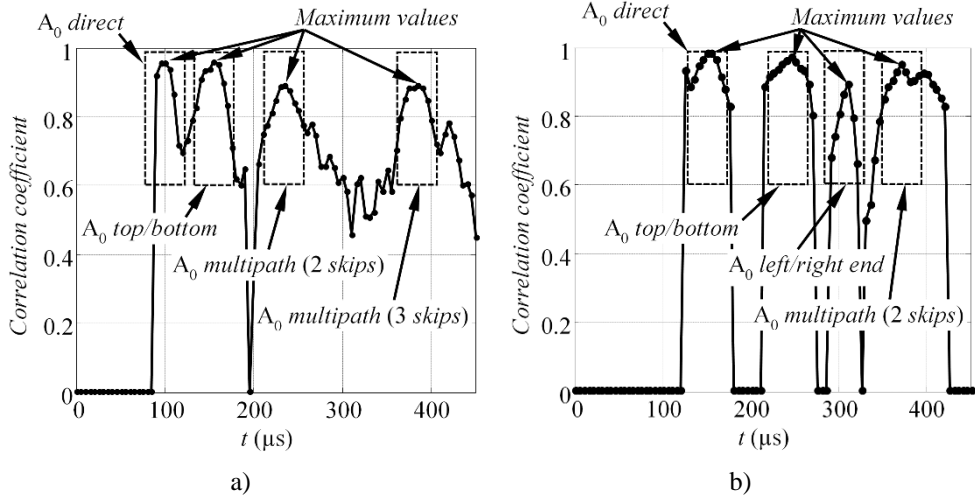 A0 direct
Maximum values
1
0.8
0.6
0.4
0.2
0
Correlation coefficient
A0 top/bottom
A0 multipath (2 skips)
A0 multipath (3 skips)
0 100 200 300 400
t (μs)
a)
A0 direct
Maximum values
1
0.8
0.6
0.4
0.2
0
Correlation coefficient
A0 top/bottom
A0 left/right end
A0 multipath (2 skips)
0 100 200 300 400
t (μs)
b)